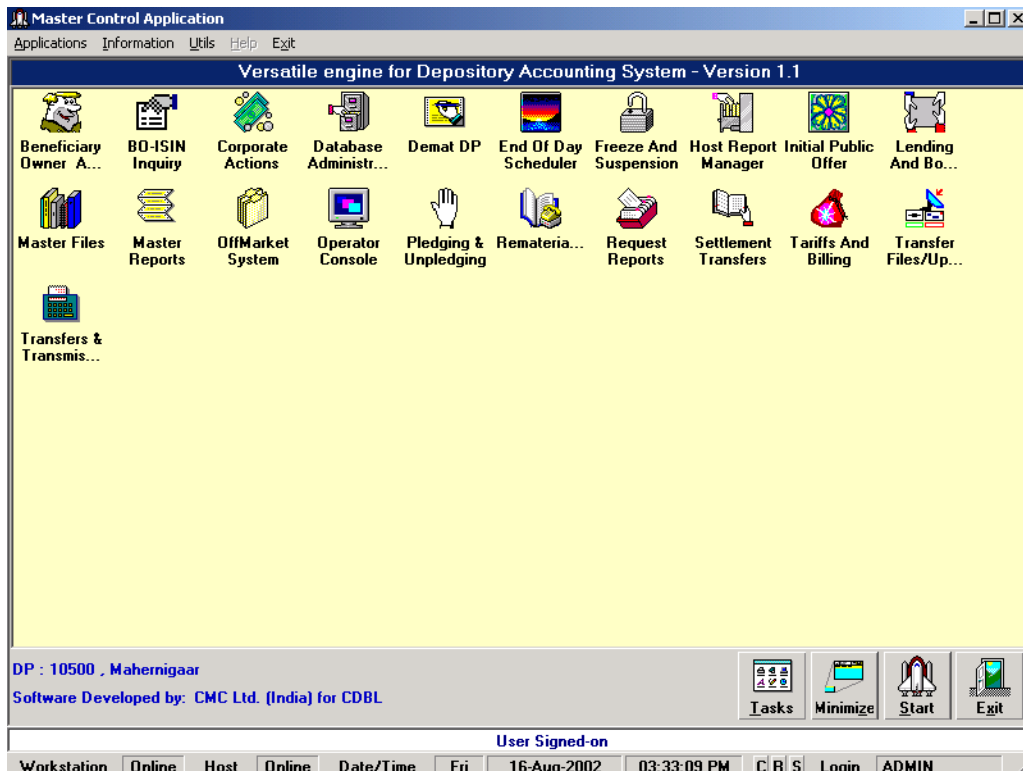 Master Control Application
Applications Information Utils Help Exit
Versatile engine for Depository Accounting System - Version 1.1
Beneficiary Owner A...
BO-ISIN Inquiry
Corporate Actions
Database Administr...
Demat DP
End Of Day Scheduler
Freeze And Suspension
Host Report Manager
Initial Public Offer
Lending And Bo...
Master Files
Master Reports
OffMarket System
Operator Console
Pledging & Unpledging
Remateria...
Request Reports
Settlement Transfers
Tariffs And Billing
Transfer Files/Up...
Transfers & Transmis...
DP : 10500 , Mahernigaar
Software Developed by: CMC Ltd. (India) for CDBL
Tasks Minimize Start Exit
User Signed-on
Workstation Online Host Online Date/Time Fri 16-Aug-2002 03:33:09 PM C R S Login ADMIN